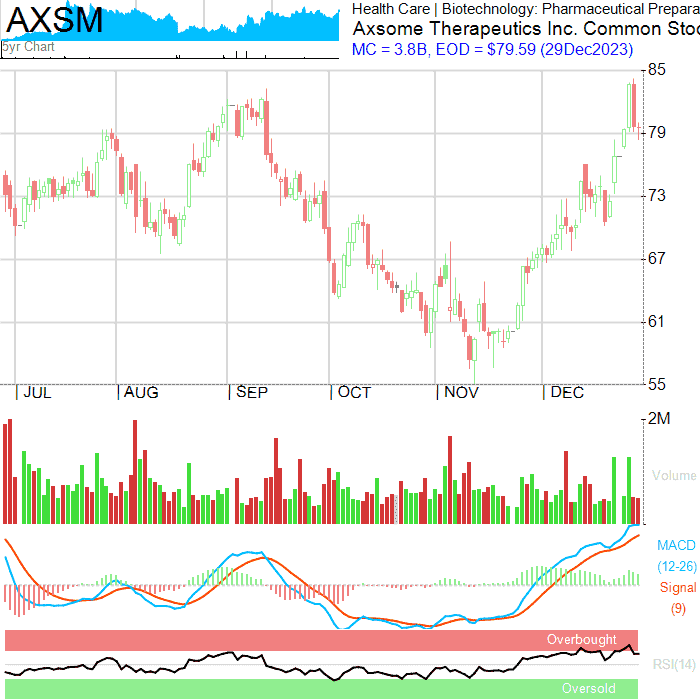 AXSM
5yr Chart
Health Care | Biotechnology: Pharmaceutical Prepara
Axsome Therapeutics Inc. Common Stoc
MC = 3.8B, EOD = $79.59 (29Dec2023)
85
79
73
67
61
55
| JUL | AUG | SEP | OCT | NOV | DEC
2M
Volume
MACD
(12-26)
Signal
(9)
Overbought
RSI(14)
Oversold